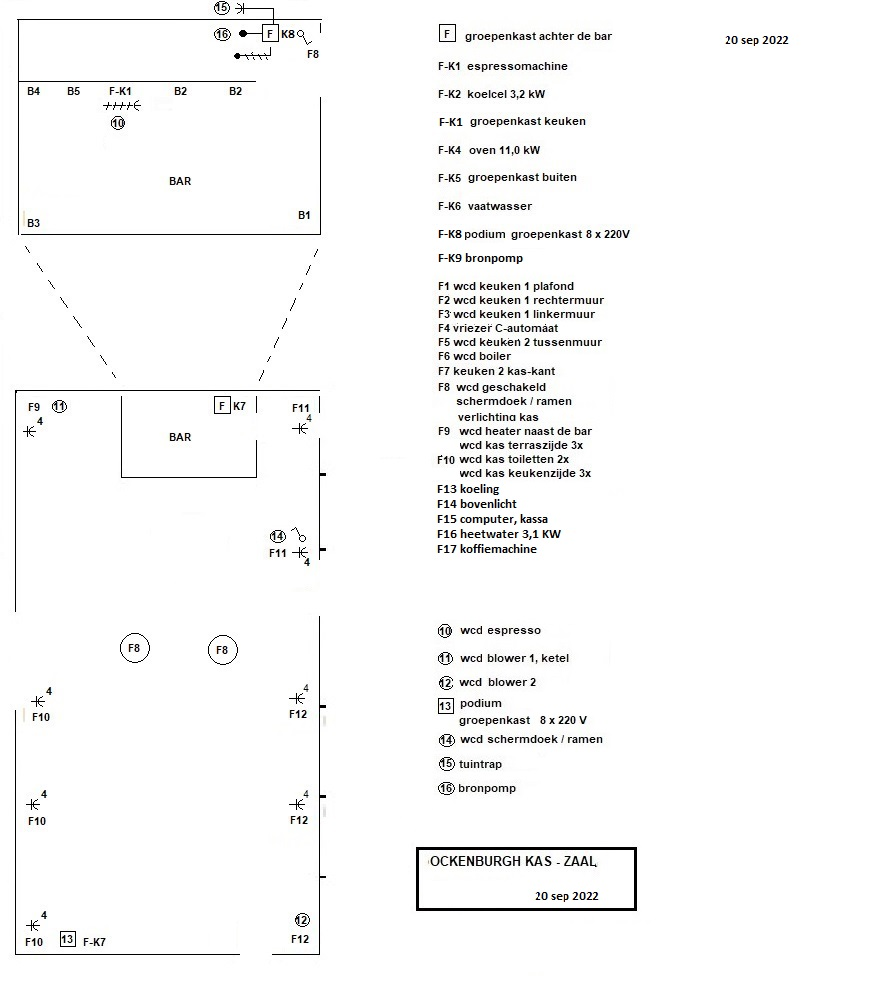 15
16
F
K8
F8
B4 B5 F-K1 B2 B2
10
BAR
B3
B1
F9 11
4
F K7
F11
4
BAR
14
F11
4
F8 F8
4
F10
4
F12
4
F10
4
F12
4
F10 13 F-K7
12
F12
F groepenkast achter de bar
20 sep 2022
F-K1 espressomachine
F-K2 koelcel 3,2 kW
F-K1 groepenkast keuken
F-K4 oven 11,0 kW
F-K5 groepenkast buiten
F-K6 vaatwasser
F-K8 podium groepenkast 8 x 220V
F-K9 bronpomp
F1 wcd keuken 1 plafond
F2 wcd keuken 1 rechtermuur
F3 wcd keuken 1 linkermuur
F4 vriezer C-automaat
F5 wcd keuken 2 tussenmuur
F6 wcd boiler
F7 keuken 2 kas-kant
F8 wcd geschakeld
schermdoek / ramen
verlichting kas
F9 wcd heater naast de bar
wcd kas terraszijde 3x
F10 wcd kas toiletten 2x
wcd kas keukenzijde 3x
F13 koeling
F14 bovenlicht
F15 computer, kassa
F16 heetwater 3,1 KW
F17 koffiemachine
10 wcd espresso
11 wcd blower 1, ketel
12 wcd blower 2
13 podium
groepenkast 8 x 220 V
14 wcd schermdoek / ramen
15 tuintrap
16 bronpomp
OCKENBURGH KAS - ZAAL
20 sep 2022